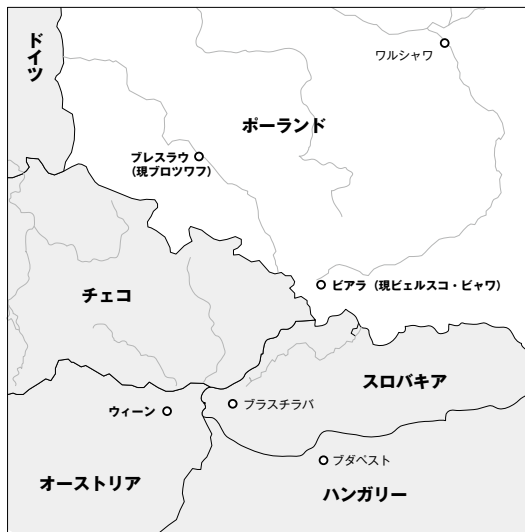 ドイツ
ワルシャワ
ポーランド
ブレスラウ
（現ブロツワフ）
ビアラ（現ビェルスコ・ビャワ）
チェコ
スロバキア
ウィーン
ブラスチラバ
ブダペスト
オーストリア
ハンガリー